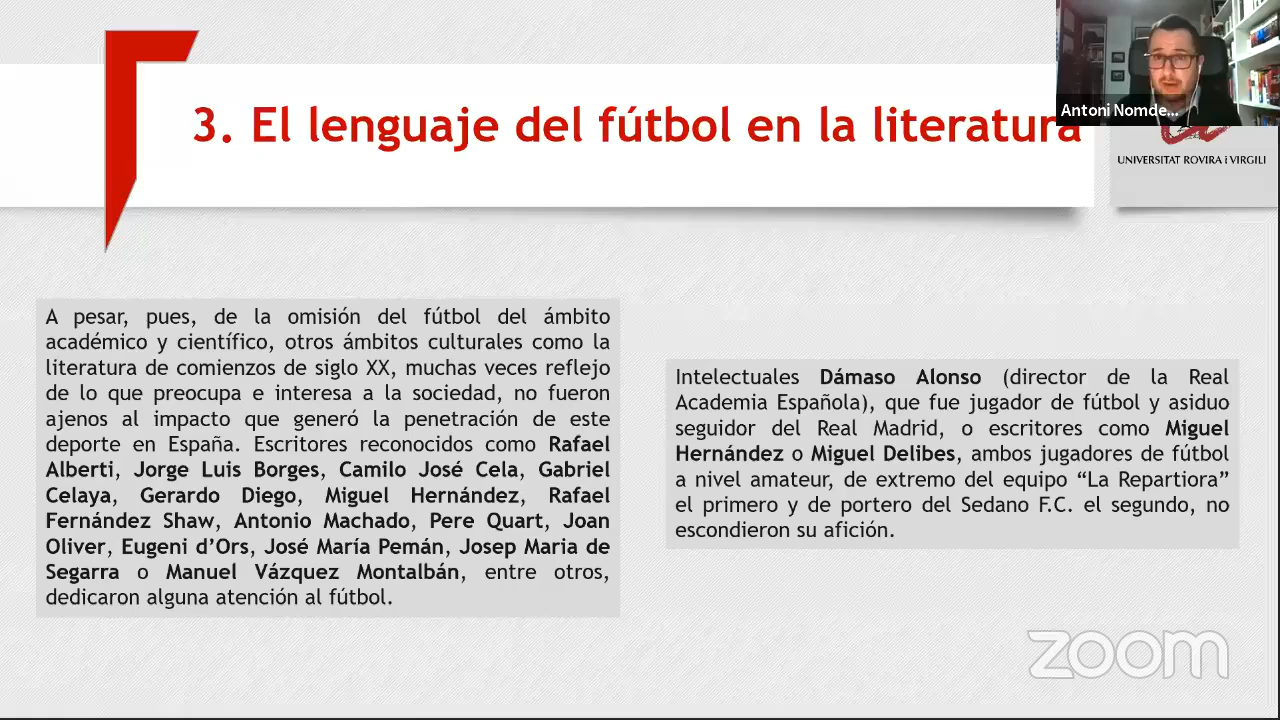 3. El lenguaje del fútbol en la literatura
Antoni Nomde...
UNIVERSITAT ROVIRA i VIRGILI
A pesar, pues, de la omisión del fútbol del ámbito
académico y científico, otros ámbitos culturales como la
literatura de comienzos de siglo XX, muchas veces reflejo
de lo que preocupa e interesa a la sociedad, no fueron
ajenos al impacto que generó la penetración de este
deporte en España. Escritores reconocidos como Rafael
Alberti, Jorge Luis Borges, Camilo José Cela, Gabriel
Celaya, Gerardo Diego, Miguel Hernández, Rafael
Fernández Shaw, Antonio Machado, Pere Quart, Joan
Oliver, Eugeni d’Ors, José María Pemán, Josep Maria de
Segarra o Manuel Vázquez Montalbán, entre otros,
dedicaron alguna atención al fútbol.
Intelectuales Dámaso Alonso (director de la Real
Academia Española), que fue jugador de fútbol y asiduo
seguidor del Real Madrid, o escritores como Miguel
Hernández o Miguel Delibes, ambos jugadores de fútbol
a nivel amateur, de extremo del equipo “La Repartiora”
el primero y de portero del Sedano F.C. el segundo, no
escondieron su afición.
zoom